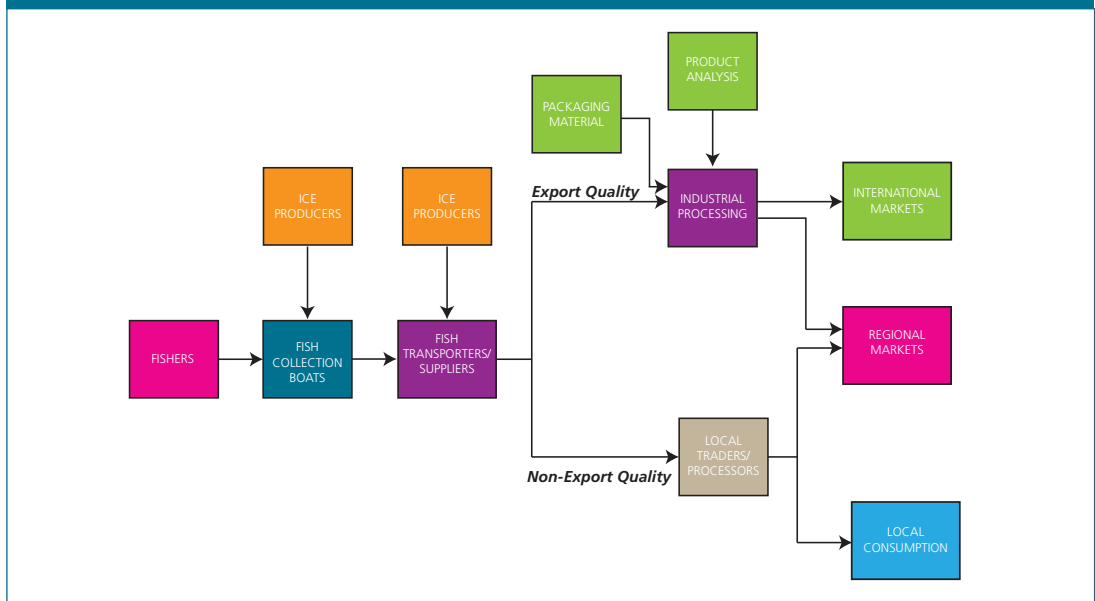 PRODUCT
ANALYSIS
PACKAGING
MATERIAL
ICE
PRODUCERS
ICE
PRODUCERS
Export Quality
INDUSTRIAL
PROCESSING
INTERNATIONAL
MARKETS
FISHERS
FISH
COLLECTION
BOATS
FISH
TRANSPORTERS/
SUPPLIERS
REGIONAL
MARKETS
Non-Export Quality
LOCAL
TRADERS/
PROCESSORS
LOCAL
CONSUMPTION